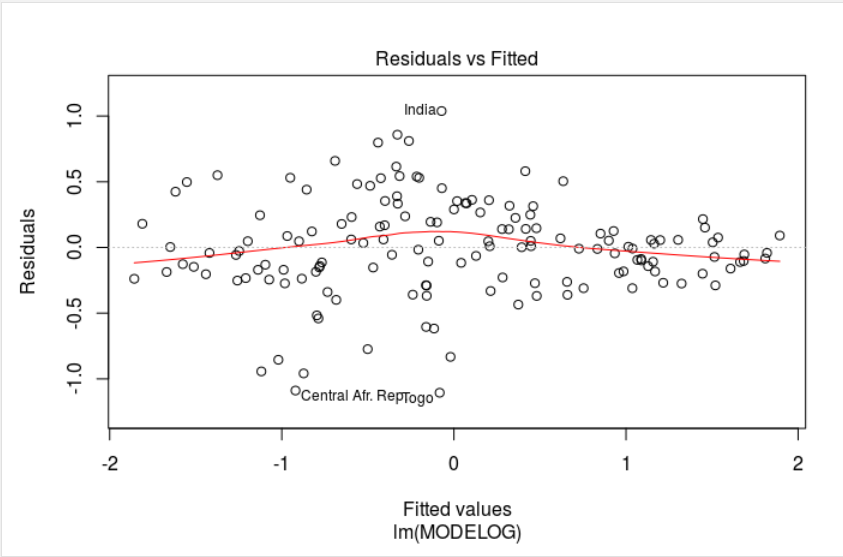 Residuals vs Fitted
Residuals
1.0
0.5
0.0
-0.5
-1.0
India
Central Afr. Rep
Togo
-2 -1 0 1 2
Fitted values
lm(MODELOG)